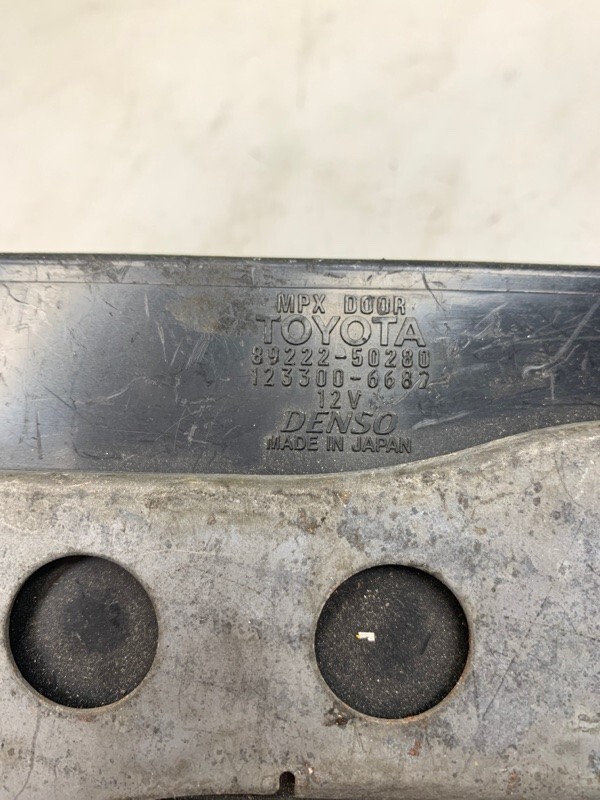 MPX DOOR
TOYOTA
89222-50280
123300-6682
12V
DENSO
MADE IN JAPAN